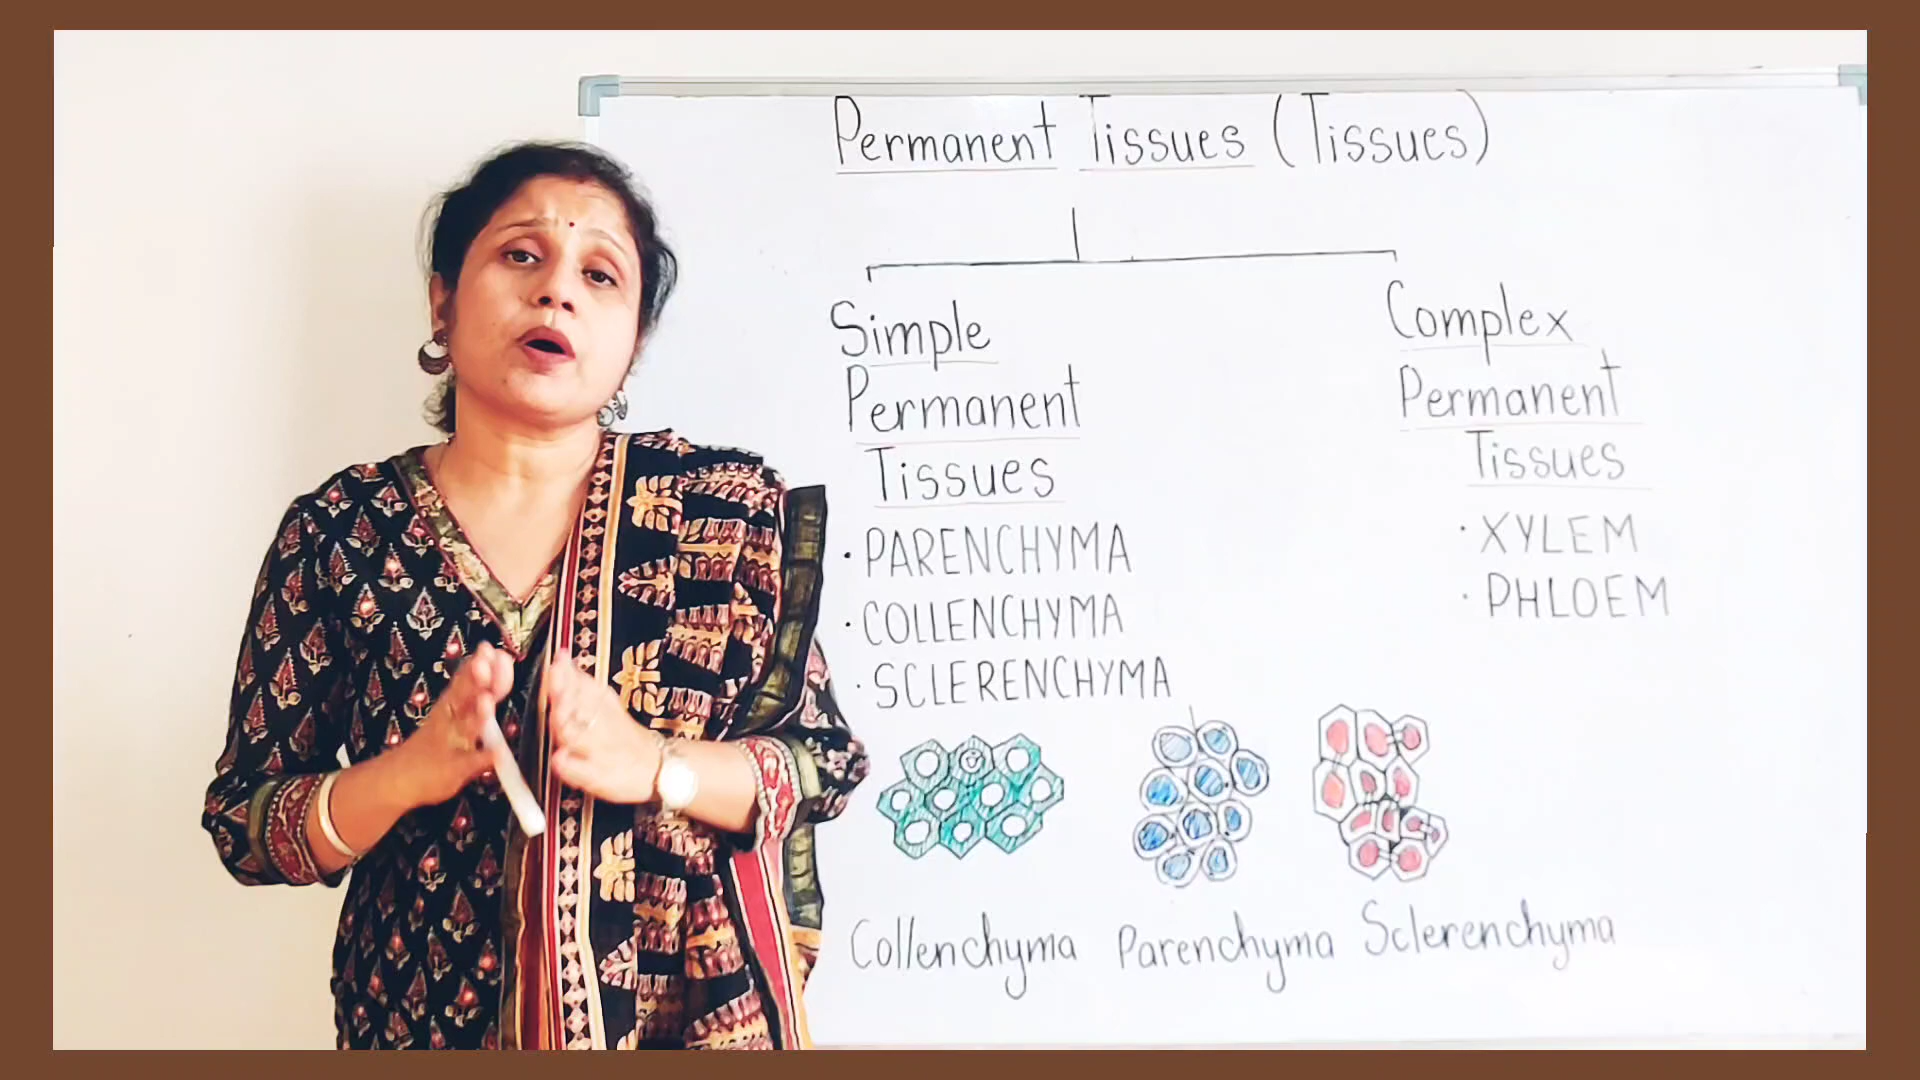 Permanent Tissues (Tissues)
Simple
Permanent
Tissues
· PARENCHYMA
· COLLENCHYMA
· SCLERENCHYMA
Complex
Permanent
Tissues
· XYLEM
· PHLOEM
Collenchyma Parenchyma Sclerenchyma